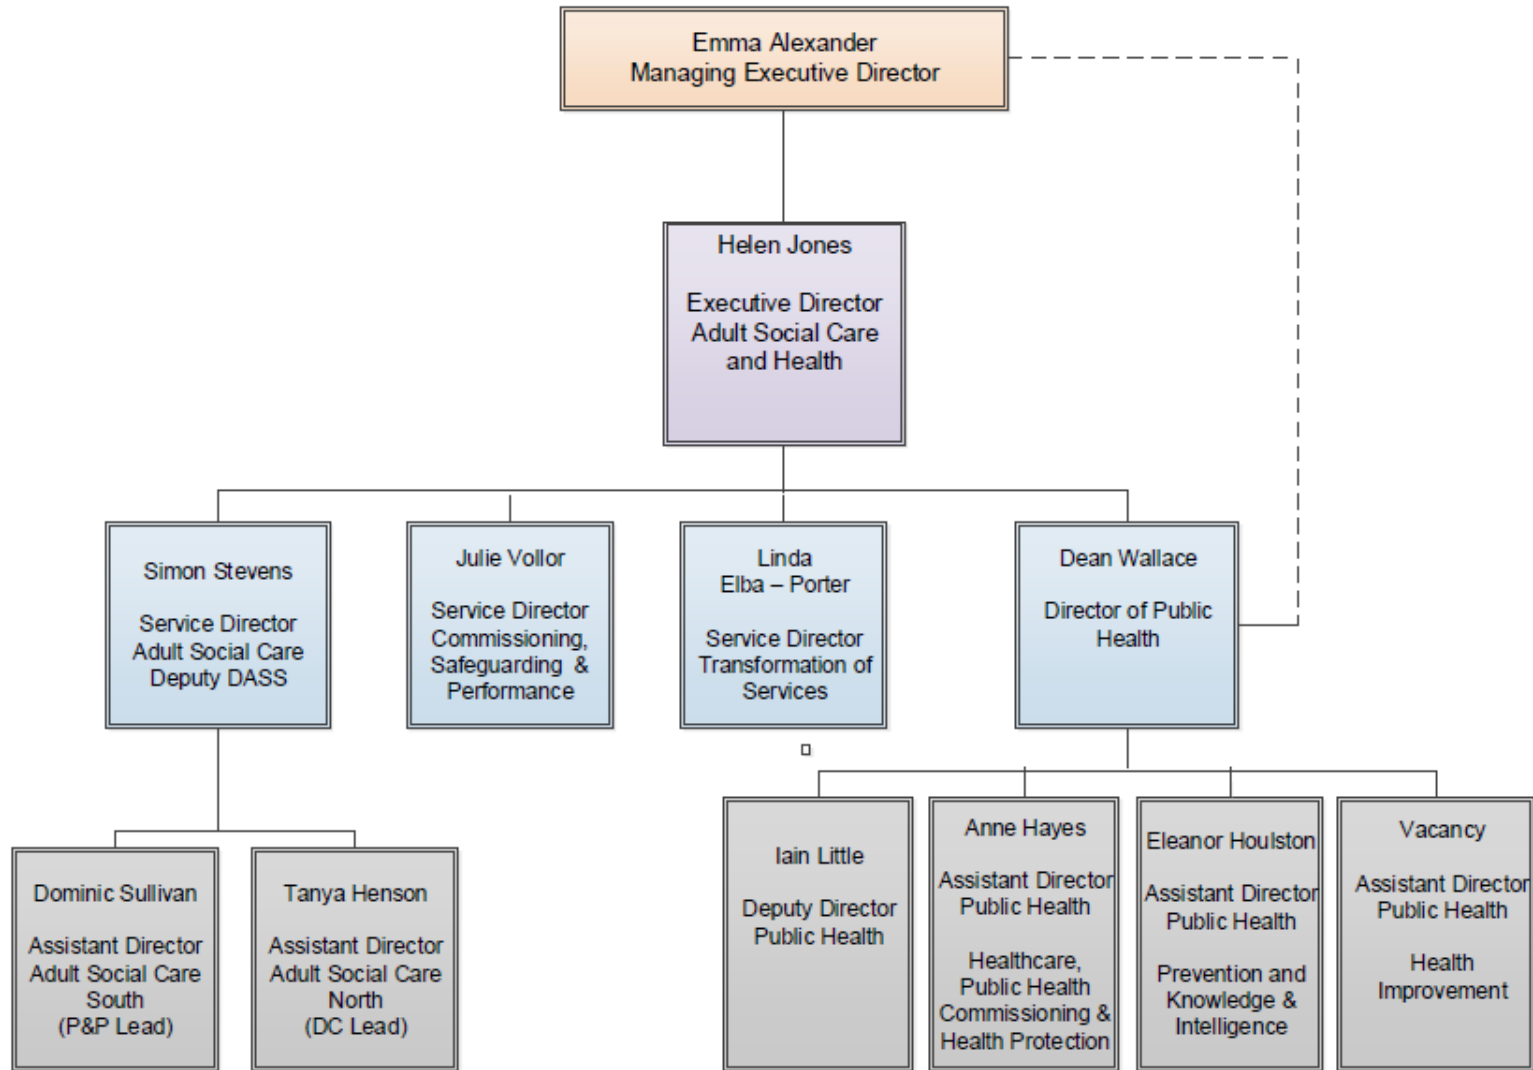 Emma Alexander
Managing Executive Director
Helen Jones
Executive Director
Adult Social Care
and Health
Simon Stevens
Service Director
Adult Social Care
Deputy DASS
Julie Vollor
Service Director
Commissioning,
Safeguarding &
Performance
Linda
Elba – Porter
Service Director
Transformation of
Services
Dean Wallace
Director of Public
Health
Dominic Sullivan
Assistant Director
Adult Social Care
South
(P&P Lead)
Tanya Henson
Assistant Director
Adult Social Care
North
(DC Lead)
Iain Little
Deputy Director
Public Health
Anne Hayes
Assistant Director
Public Health
Healthcare,
Public Health
Commissioning &
Health Protection
Eleanor Houlston
Assistant Director
Public Health
Prevention and
Knowledge &
Intelligence
Vacancy
Assistant Director
Public Health
Health
Improvement